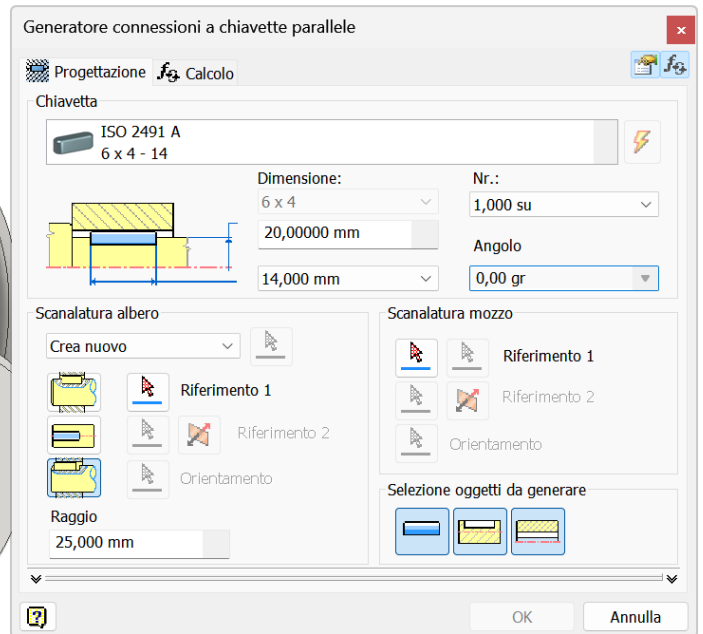 Generatore connessioni a chiavette parallele
Progettazione
Calcolo
Chiavetta
ISO 2491 A
6 x 4 - 14
Dimensione:
Nr.:
6 x 4
1,000 su
20,00000 mm
Angolo
14,000 mm
0,00 gr
Scanalatura albero
Scanalatura mozzo
Crea nuovo
Riferimento 1
Riferimento 1
Riferimento 2
Riferimento 2
Orientamento
Orientamento
Selezione oggetti da generare
Raggio
25,000 mm
OK
Annulla